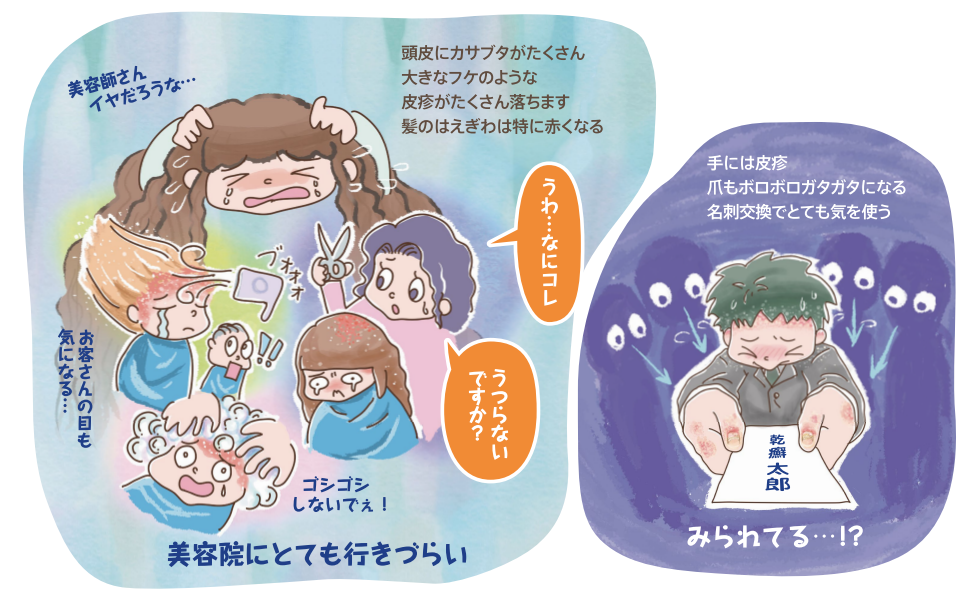 美容師さん
イヤだろうな…
頭皮にカサブタがたくさん
大きなフケのような
皮疹がたくさん落ちます
髪のはえぎわは特に赤くなる
うわ…なにコレ
ブォォォ
!!
お客さんの目も
気になる…
うつらない
ですか?
ゴシゴシ
しないでぇ!
美容院にとても行きづらい
手には皮疹
爪もボロボロガタガタになる
名刺交換でとても気を使う
乾癬
太郎
みられてる…!?